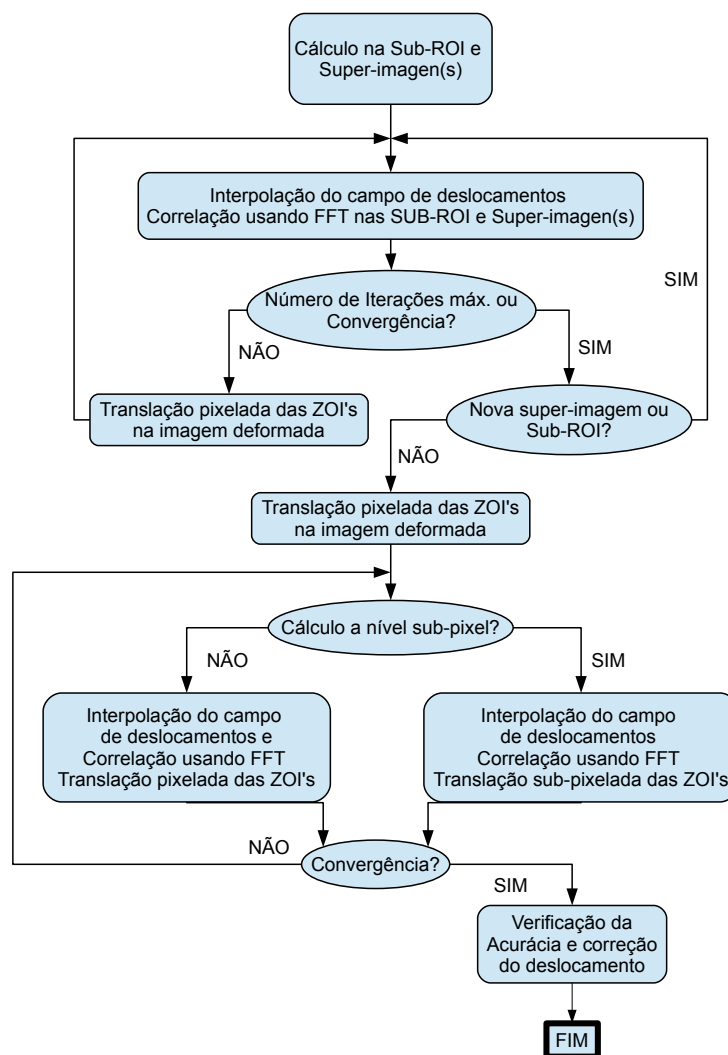 Cálculo na Sub-ROI e
Super-imagen(s)
Interpolação do campo de deslocamentos
Correlação usando FFT nas SUB-ROI e Super-imagen(s)
SIM
Número de Iterações máx. ou
Convergência?
NÃO
SIM
Translação pixelada das ZOI's
na imagem deformada
Nova super-imagem ou
Sub-ROI?
NÃO
Translação pixelada das ZOI's
na imagem deformada
Cálculo a nível sub-pixel?
NÃO
SIM
Interpolação do campo
de deslocamentos e
Correlação usando FFT
Translação pixelada das ZOI's
Interpolação do campo
de deslocamentos
Correlação usando FFT
Translação sub-pixelada das ZOI's
NÃO
Convergência?
SIM
Verificação da
Acurácia e correção
do deslocamento
FIM